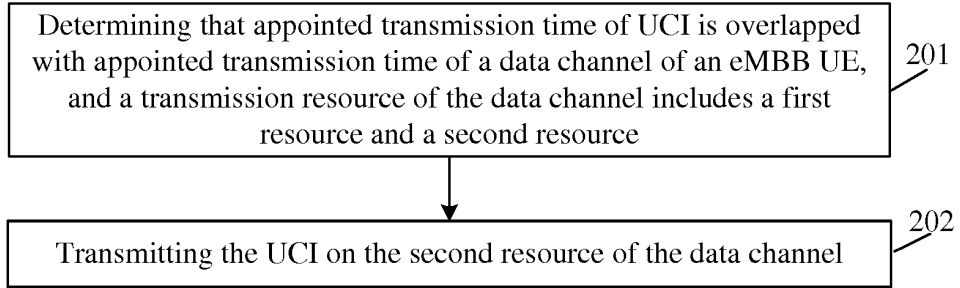 Determining that appointed transmission time of UCI is overlapped
with appointed transmission time of a data channel of an eMBB UE,
and a transmission resource of the data channel includes a first
resource and a second resource
201
Transmitting the UCI on the second resource of the data channel
202